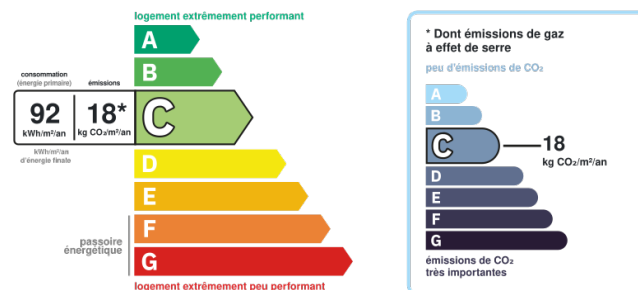 logement extrêmement performant
A
B
consommation
(énergie primaire)
émissions
92
kWh/m²/an
18*
kg CO₂/m²/an
C
kWh/m²/an
d'énergie finale
D
E
F
G
passoire
énergétique
logement extrêmement peu performant
* Dont émissions de gaz
à effet de serre
peu d'émissions de CO₂
A
B
C
18
kg CO₂/m²/an
D
E
F
G
émissions de CO₂
très importantes